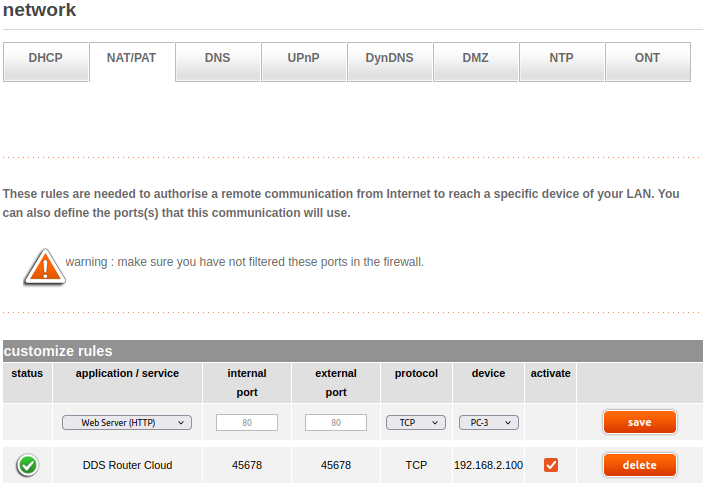 network
DHCP NAT/PAT DNS UPnP DynDNS DMZ NTP ONT
These rules are needed to authorise a remote communication from Internet to reach a specific device of your LAN. You
can also define the ports(s) that this communication will use.
warning : make sure you have not filtered these ports in the firewall.
customize rules
status application / service internal port external port protocol device activate
Web Server (HTTP) 80 80 TCP PC-3 save
DDS Router Cloud 45678 45678 TCP 192.168.2.100 delete